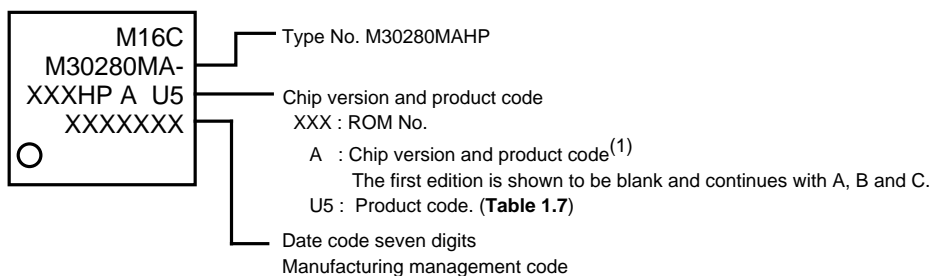 M16C
M30280MA-
XXXHP A U5
XXXXXXX
Type No. M30280MAHP
Chip version and product code
XXX : ROM No.
A : Chip version and product code(1)
The first edition is shown to be blank and continues with A, B and C.
U5 : Product code. (Table 1.7)
Date code seven digits
Manufacturing management code